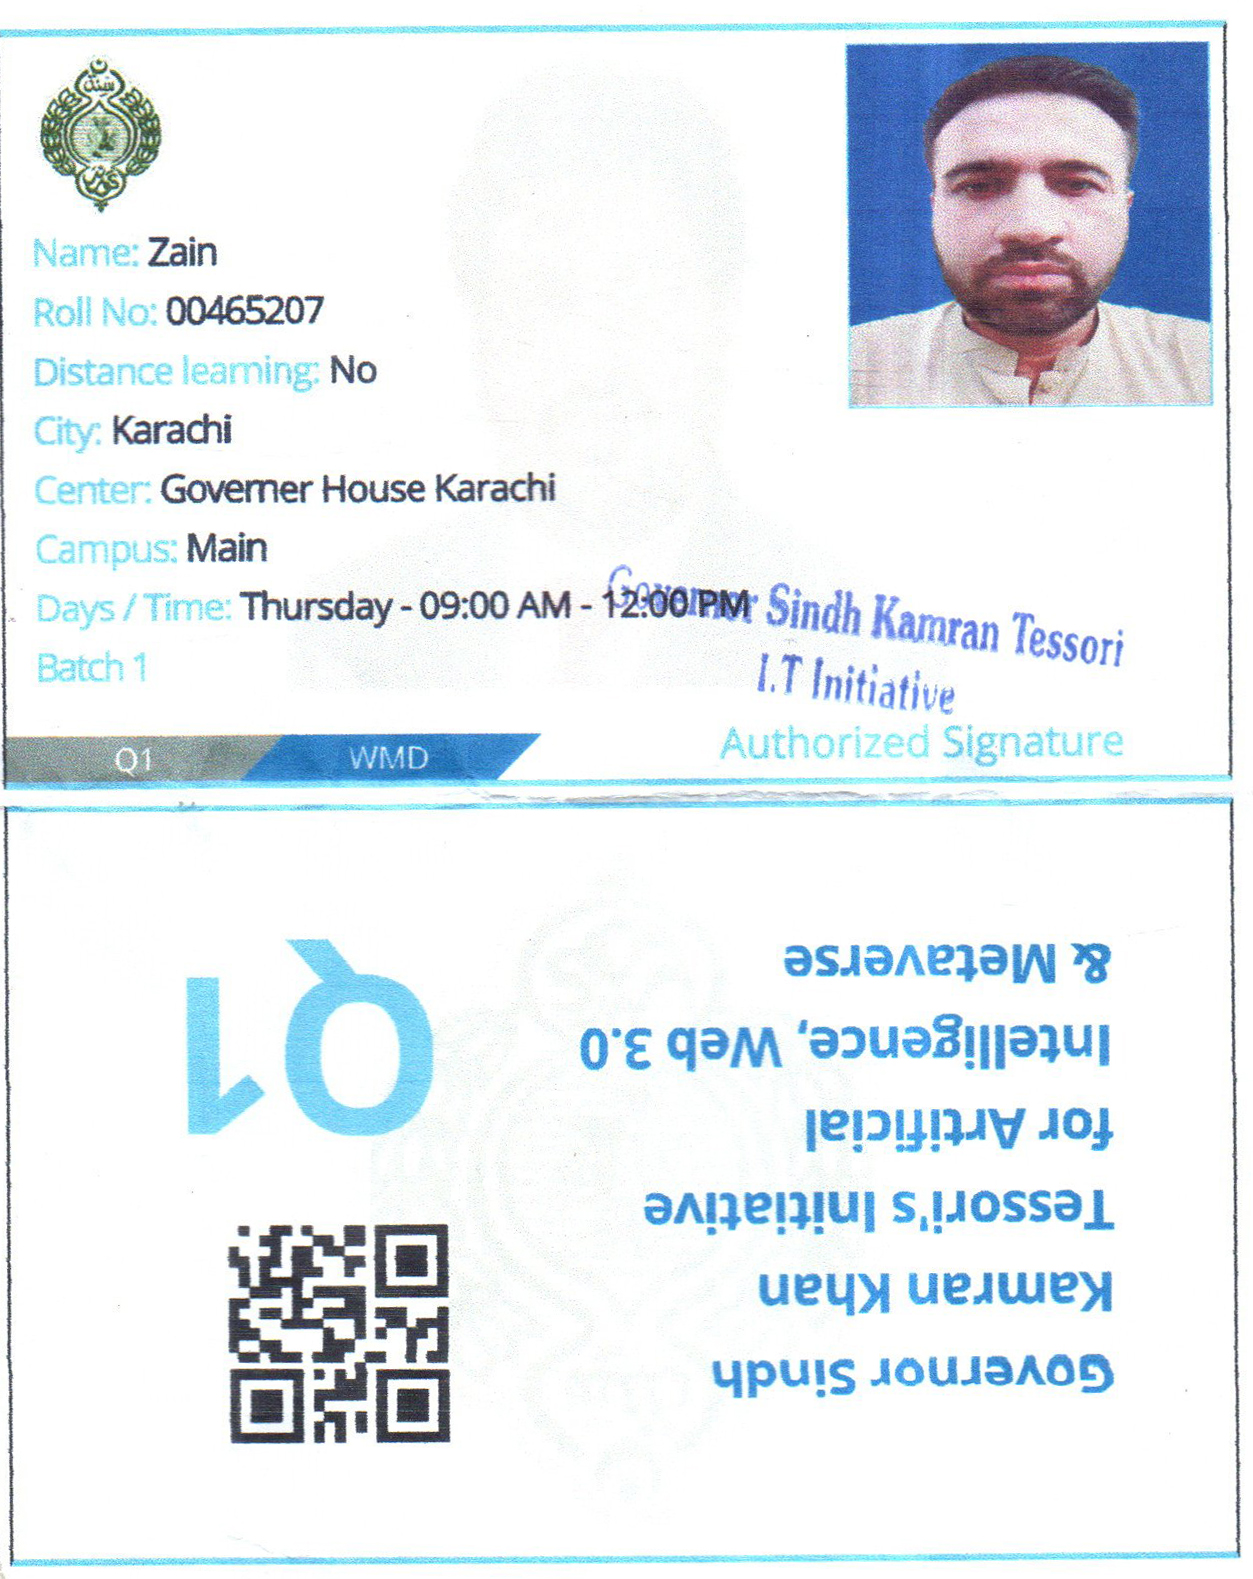 Name: Zain
Roll No: 00465207
Distance learning: No
City: Karachi
Center: Governer House Karachi
Campus: Main
Days / Time: Thursday - 09:00 AM - 12:00 PM
Batch 1
Governor Sindh Kamran Tessori
I.T Initiative
Authorized Signature
Q1
WMD
Governor Sindh
Kamran Khan
Tessori's Initiative
for Artificial
Intelligence, Web 3.0
& Metaverse
Q1